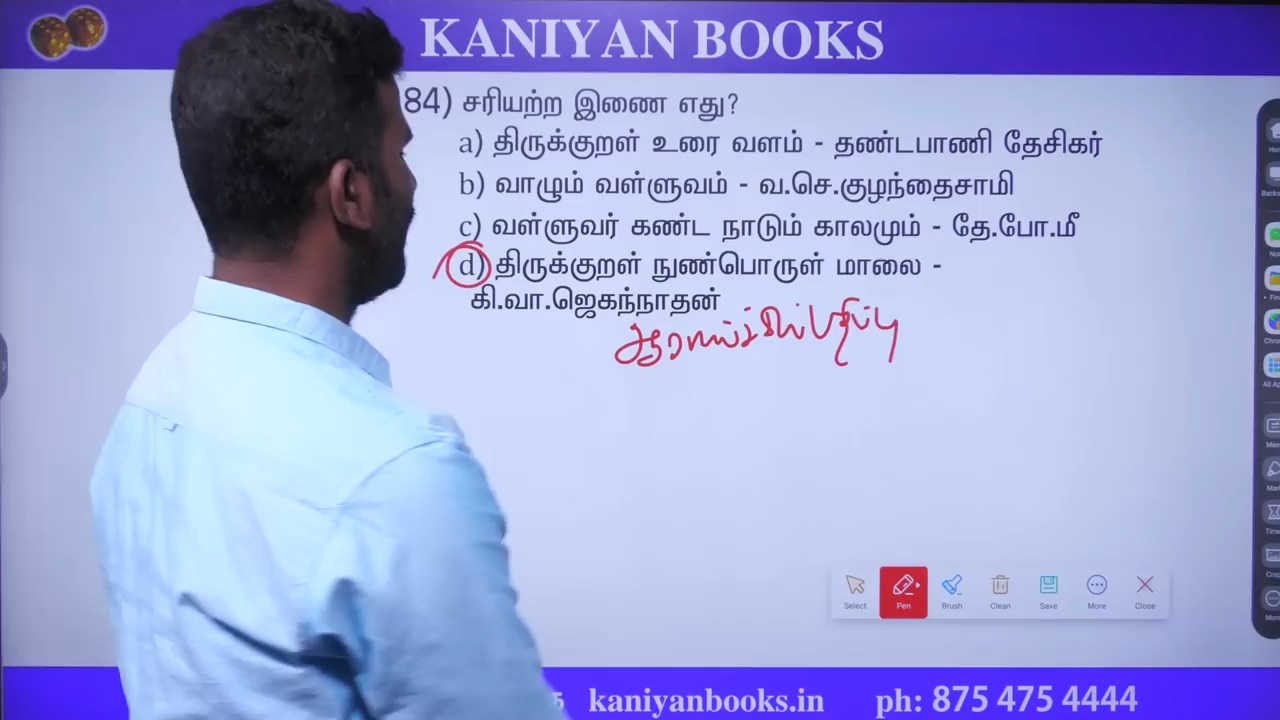 KANIYAN BOOKS
84) சரியற்ற இணை எது?
a) திருக்குறள் உரை வளம் - தண்டபாணி தேசிகர்
b) வாழும் வள்ளுவம் - வ.செ.குழந்தைசாமி
c) வள்ளுவர் கண்ட நாடும் காலமும் - தே.போ.மீ
d) திருக்குறள் நுண்பொருள் மாலை -
கி.வா.ஜெகந்நாதன்
ஆராய்ச்சிப்பதிப்பு
Select Pen Brush Clean Save More Close
kaniyanbooks.in ph: 875 475 4444